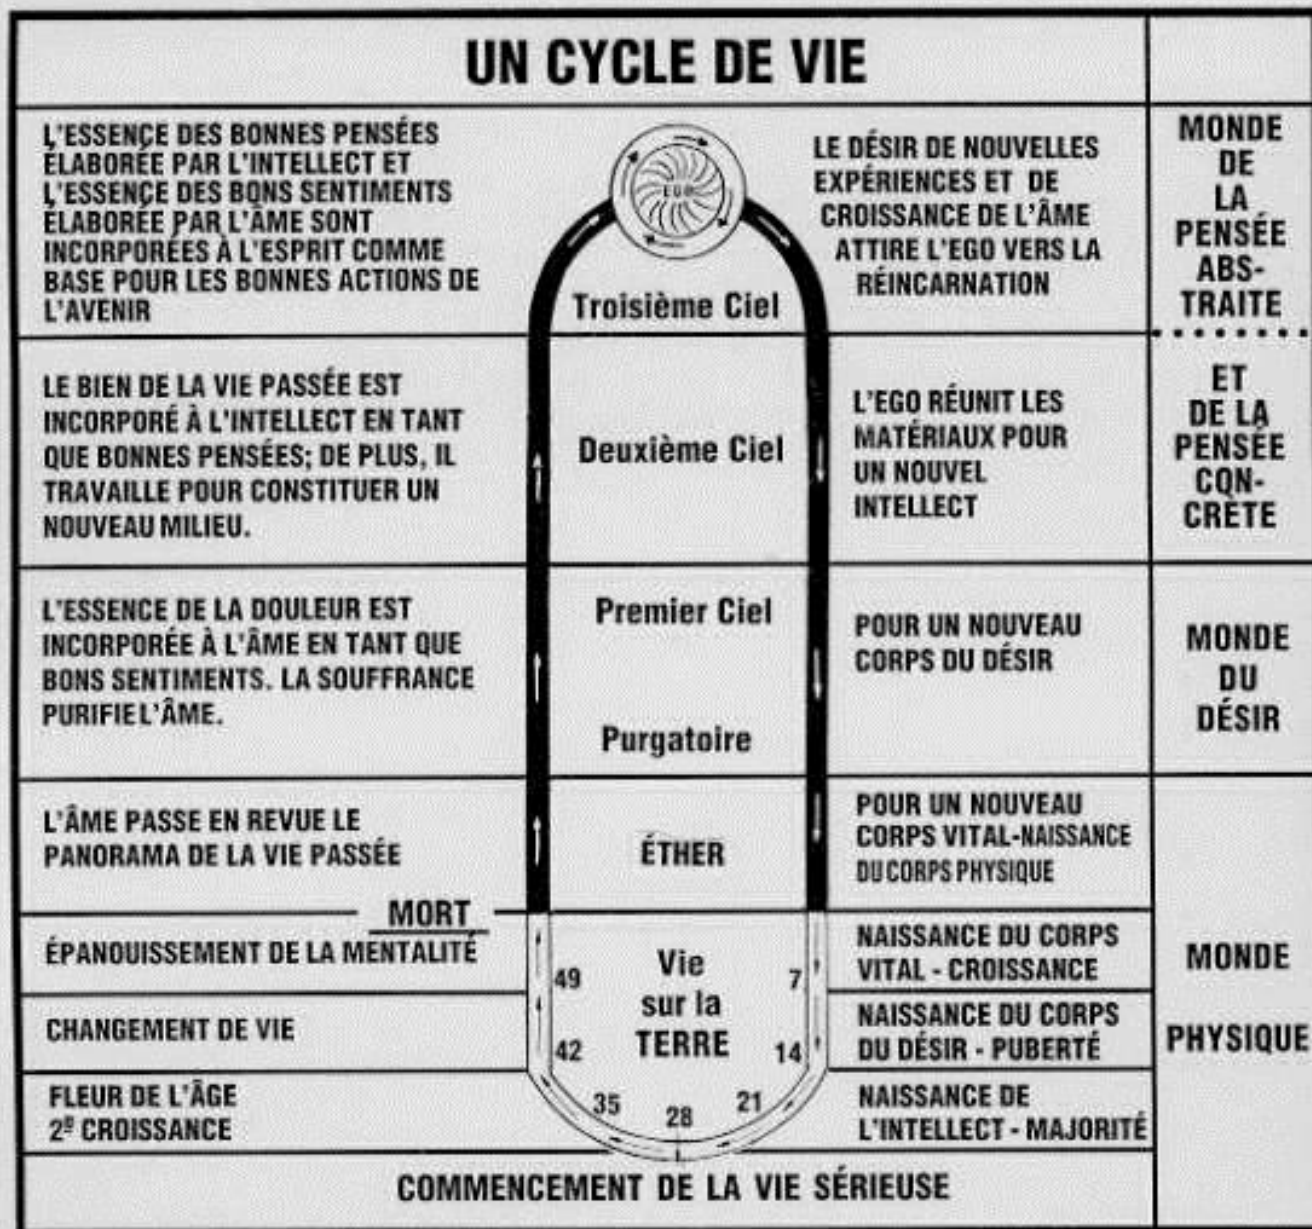 UN CYCLE DE VIE
L'ESSENCE DES BONNES PENSÉES
ÉLABORÉE PAR L'INTELLECT ET
L'ESSENCE DES BONS SENTIMENTS
ÉLABORÉE PAR L'ÂME SONT
INCORPORÉES À L'ESPRIT COMME
BASE POUR LES BONNES ACTIONS DE
L'AVENIR
EGO
Troisième Ciel
LE DÉSIR DE NOUVELLES
EXPÉRIENCES ET DE
CROISSANCE DE L'ÂME
ATTIRE L'EGO VERS LA
RÉINCARNATION
MONDE
DE
LA
PENSÉE
ABS-
TRAITE
LE BIEN DE LA VIE PASSÉE EST
INCORPORÉ À L'INTELLECT EN TANT
QUE BONNES PENSÉES; DE PLUS, IL
TRAVAILLE POUR CONSTITUER UN
NOUVEAU MILIEU.
Deuxième Ciel
L'EGO RÉUNIT LES
MATÉRIAUX POUR
UN NOUVEL
INTELLECT
ET
DE LA
PENSÉE
CON-
CRÈTE
L'ESSENCE DE LA DOULEUR EST
INCORPORÉE À L'ÂME EN TANT QUE
BONS SENTIMENTS. LA SOUFFRANCE
PURIFIE L'ÂME.
Premier Ciel
Purgatoire
POUR UN NOUVEAU
CORPS DU DÉSIR
MONDE
DU
DÉSIR
L'ÂME PASSE EN REVUE LE
PANORAMA DE LA VIE PASSÉE
ÉTHER
POUR UN NOUVEAU
CORPS VITAL-NAISSANCE
DU CORPS PHYSIQUE
MORT
ÉPANOUISSEMENT DE LA MENTALITÉ
49
Vie
sur la
TERRE
7
NAISSANCE DU CORPS
VITAL - CROISSANCE
MONDE
PHYSIQUE
CHANGEMENT DE VIE
42
14
NAISSANCE DU CORPS
DU DÉSIR - PUBERTÉ
FLEUR DE L'ÂGE
2º CROISSANCE
35
28
21
NAISSANCE DE
L'INTELLECT - MAJORITÉ
COMMENCEMENT DE LA VIE SÉRIEUSE